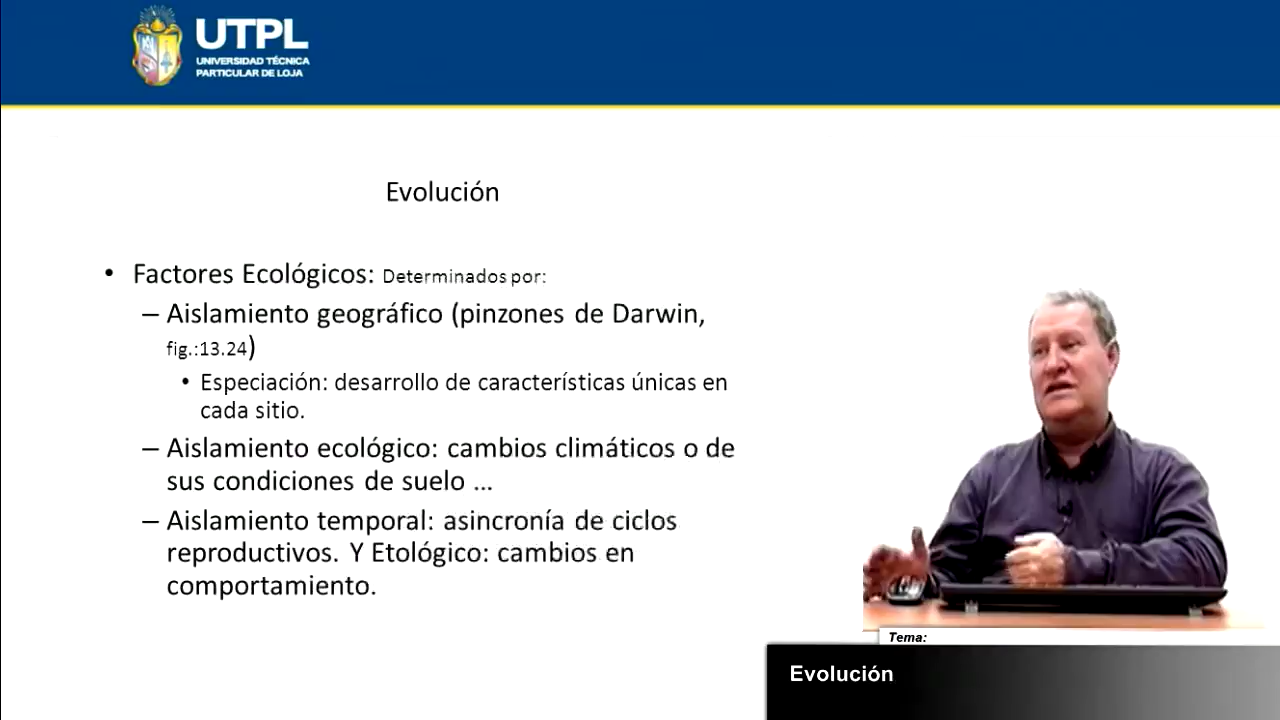 UTPL
UNIVERSIDAD TÉCNICA
PARTICULAR DE LOJA
Evolución
• Factores Ecológicos: Determinados por:
– Aislamiento geográfico (pinzones de Darwin,
fig.:13.24)
• Especiación: desarrollo de características únicas en
cada sitio.
– Aislamiento ecológico: cambios climáticos o de
sus condiciones de suelo ...
– Aislamiento temporal: asincronía de ciclos
reproductivos. Y Etológico: cambios en
comportamiento.
Tema:
Evolución